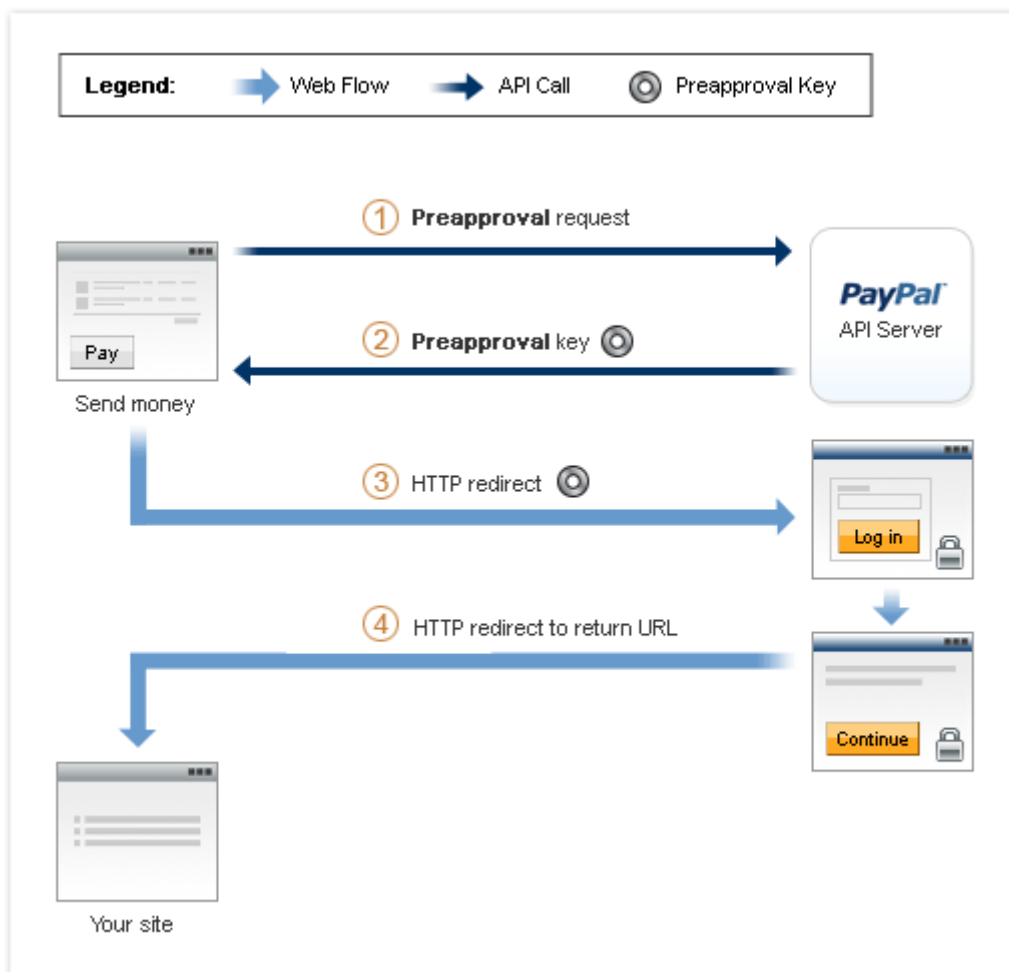 Legend: Web Flow API Call Preapproval Key
1 Preapproval request
PayPal™
API Server
2 Preapproval key
Pay
Send money
3 HTTP redirect
Log in
4 HTTP redirect to return URL
Continue
Your site